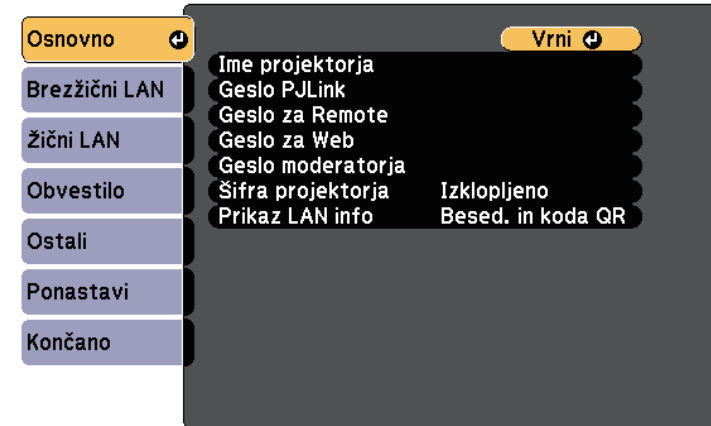 Osnovno
Brezžični LAN
Žični LAN
Obvestilo
Ostali
Ponastavi
Končano
Vrni
Ime projektorja
Geslo PJLink
Geslo za Remote
Geslo za Web
Geslo moderatorja
Šifra projektorja Izklopljeno
Prikaz LAN info Besed. in koda QR